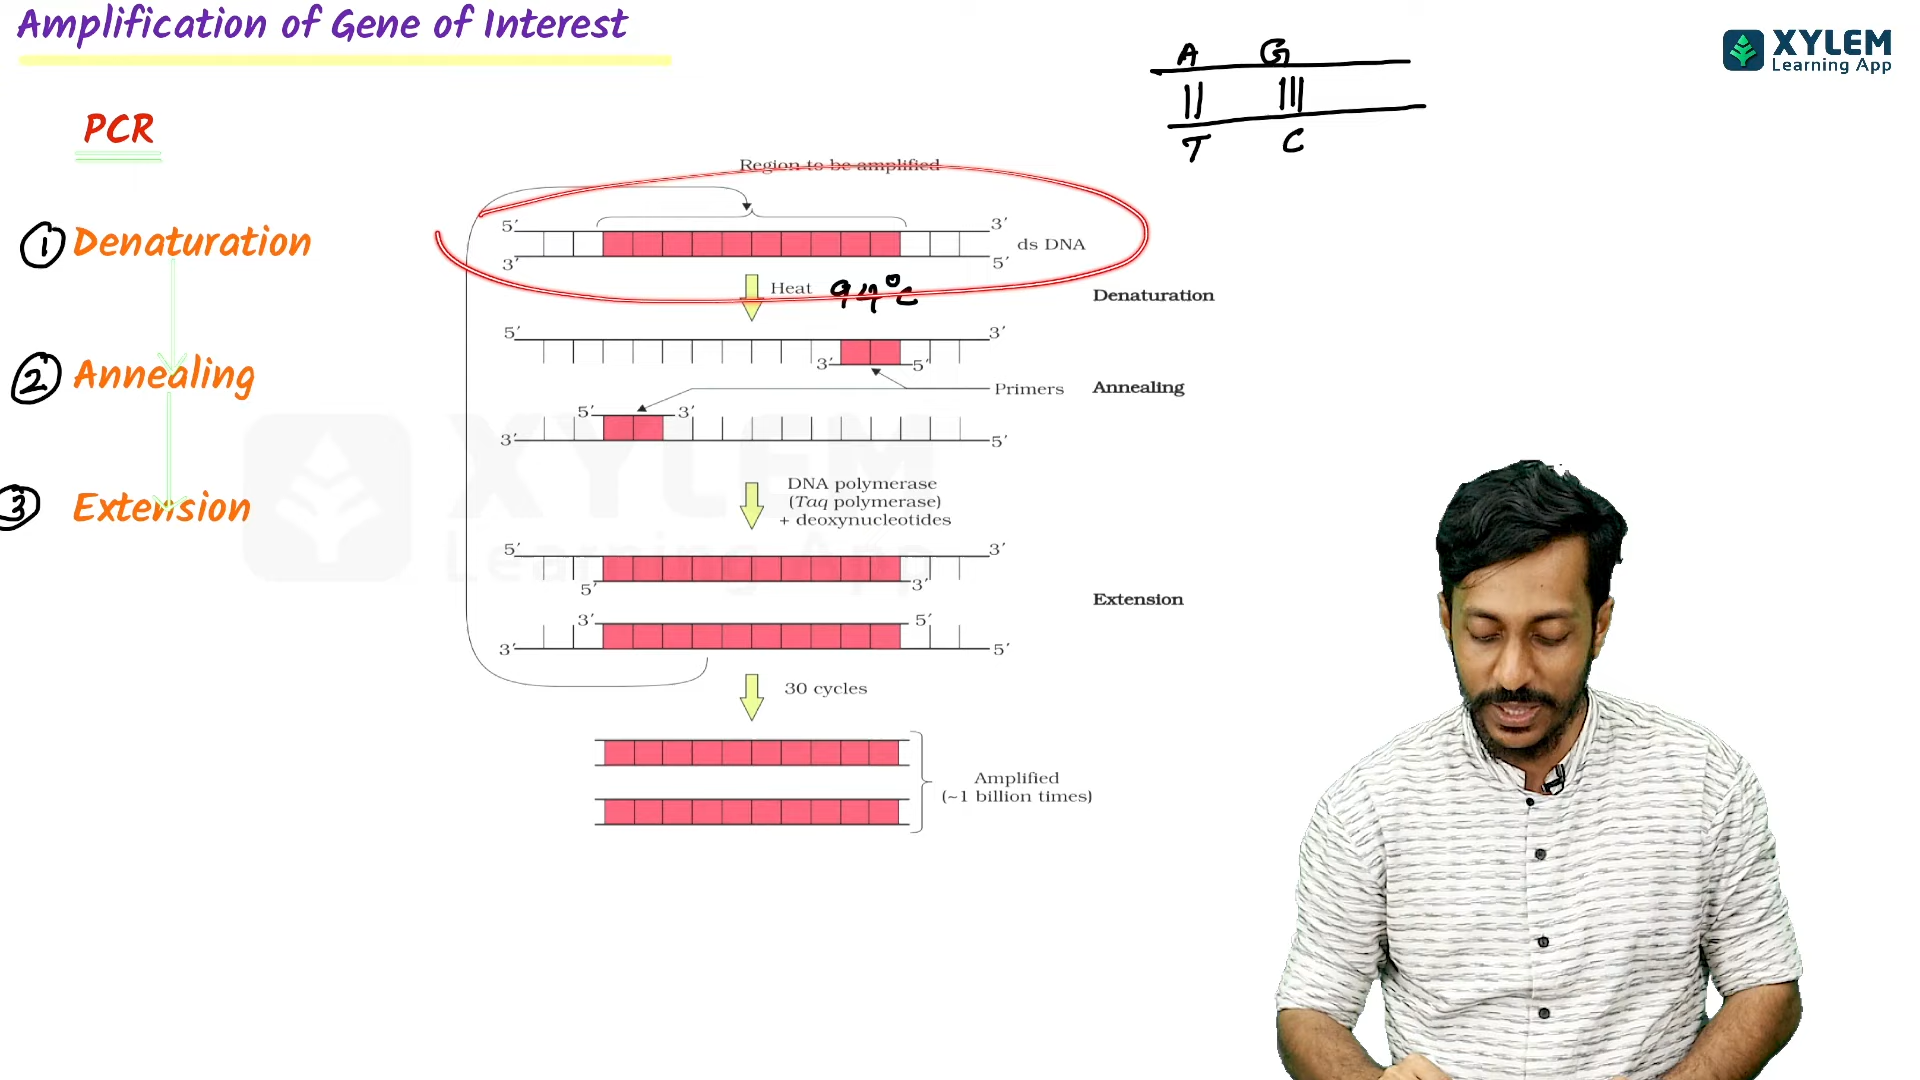 Amplification of Gene of Interest
XYLEM
Learning App
A G
T C
PCR
Region to be amplified
5′ 3′
ds DNA
3′ 5′
1 Denaturation
Heat 94°C
Denaturation
5′ 3′
3′ 5′
2 Annealing
Primers
Annealing
5′ 3′
3′ 5′
XYLEM
Learning App
DNA polymerase
(Taq polymerase)
+ deoxynucleotides
3 Extension
5′ 3′
5′ 3′
Extension
3′ 5′
3′ 5′
30 cycles
Amplified
(~1 billion times)